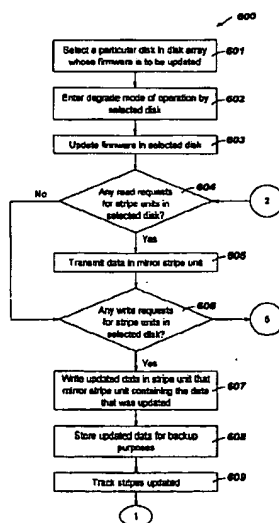 600
Select a particular disk in disk array
whose firmware is to be updated
601
Enter degrade mode of operation by
selected disk
602
Update firmware in selected disk
603
No
Any read requests
for stripe units in
selected disk?
604
2
Yes
Transmit data in mirror stripe unit
605
Any write requests
for stripe units in
selected disk?
606
5
Yes
Write updated data in stripe unit that
mirror stripe unit containing the data
that was updated
607
Store updated data for backup
purposes
608
Track stripes updated
609
1